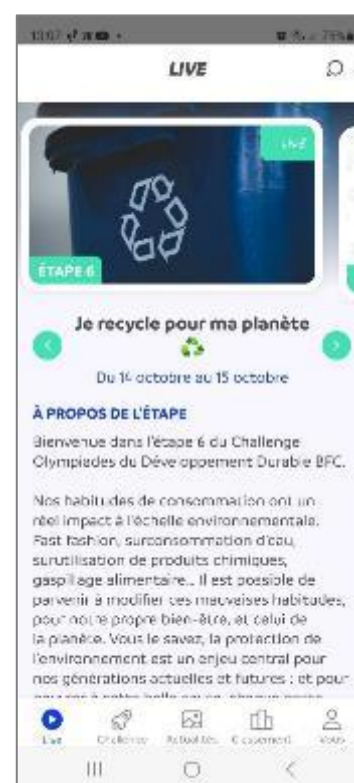 13:07
LIVE
LIVE
ÉTAPE 6
Je recycle pour ma planète
Du 14 octobre au 15 octobre
À PROPOS DE L'ÉTAPE
Bienvenue dans l'étape 6 du Challenge
Olympiades du Développement Durable BFC.
Nos habitudes de consommation ont un
réel impact à l'échelle environnementale.
Fast fashion, surconsommation d'eau,
surutilisation de produits chimiques,
gaspillage alimentaire... Il est possible de
parvenir à modifier ces mauvaises habitudes,
pour notre propre bien-être, et celui de
la planète. Vous le savez, la protection de
l'environnement est un enjeu central pour
nos générations actuelles et futures : et pour
Live Challenge Actualités Classement Vous